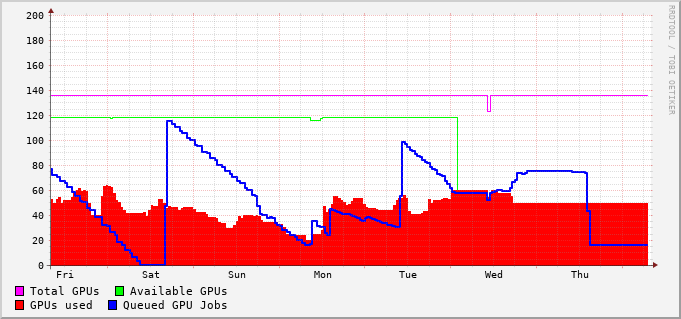 200
180
160
140
120
100
80
60
40
20
0
Fri Sat Sun Mon Tue Wed Thu
Total GPUs Available GPUs
GPUs used Queued GPU Jobs
RRDTOOL / TOBI OETIKER